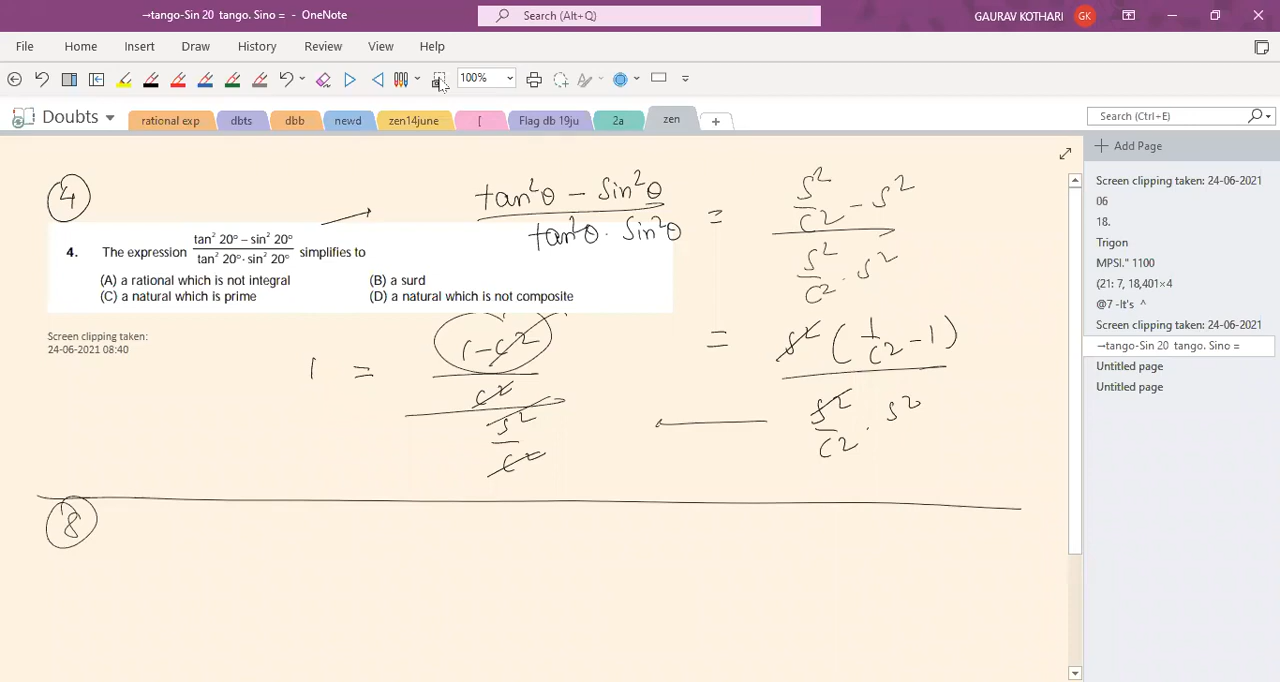 →tango-Sin 20 tango. Sino = - OneNote
Search (Alt+Q)
GAURAV KOTHARI GK
File Home Insert Draw History Review View Help
100%
Doubts rational exp dbts dbb newd zen14june [ Flag db 19ju 2a zen +
Search (Ctrl+E)
Add Page
Screen clipping taken: 24-06-2021
06
18.
Trigon
MPSI." 1100
(21: 7, 18,401×4
@7 -It's ^
Screen clipping taken: 24-06-2021
→tango-Sin 20 tango. Sino =
Untitled page
Untitled page
4
tan²θ - Sin²θ
tan²θ · Sin²θ
=
S²/C2 - S²
S²/C² · S²
4. The expression tan² 20° – sin² 20° / tan² 20°· sin² 20° simplifies to
(A) a rational which is not integral (B) a surd
(C) a natural which is prime (D) a natural which is not composite
Screen clipping taken:
24-06-2021 08:40
= S² (1/C2 - 1)
S²/C2 · S²
1 = 1-C²
C²
S²
C²
8